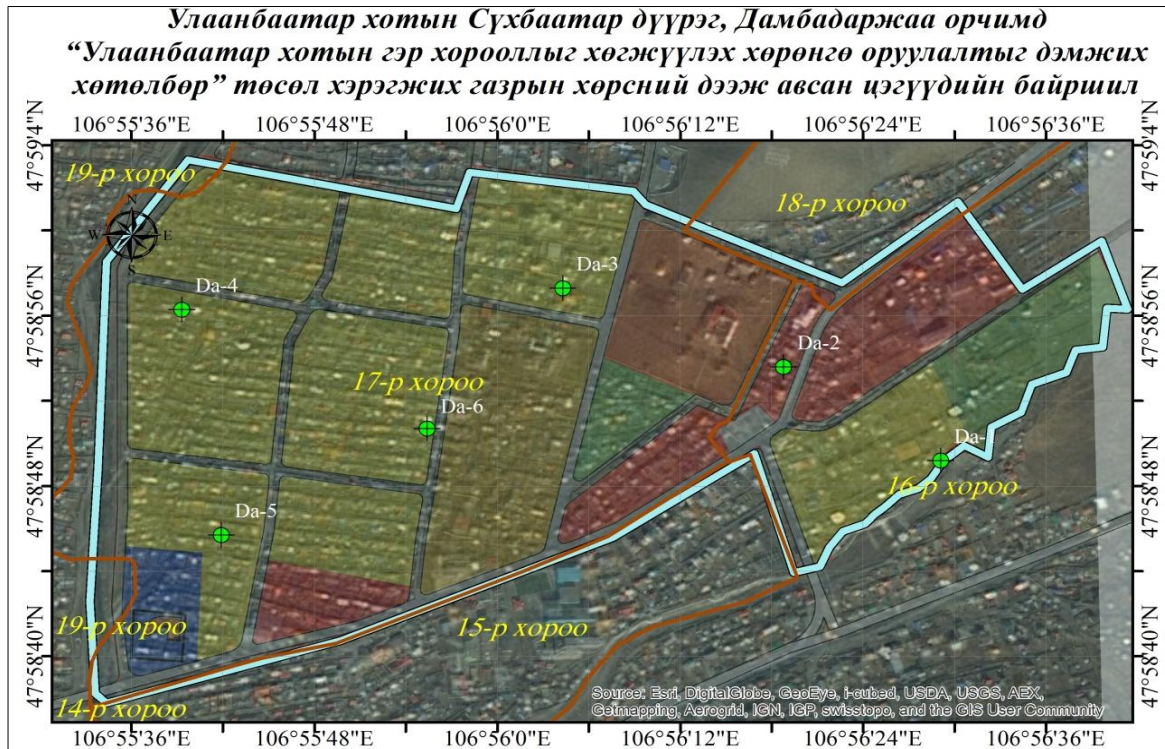 Улаанбаатар хотын Сүхбаатар дүүрэг, Дамбадаржаа орчимд
“Улаанбаатар хотын гэр хорооллыг хөгжүүлэх хөрөнгө оруулалтыг дэмжих
хөтөлбөр” төсөл хэрэгжих газрын хөрсний дээж авсан цэгүүдийн байршил
106°55'36"E 106°55'48"E 106°56'0"E 106°56'12"E 106°56'24"E 106°56'36"E
47°59'4"N 47°59'4"N
19-р хороо
18-р хороо
N
W E
S
Da-3
Da-4
47°58'56"N 47°58'56"N
Da-2
17-р хороо
Da-6
Da-
47°58'48"N 47°58'48"N
16-р хороо
Da-5
19-р хороо
15-р хороо
47°58'40"N 47°58'40"N
Source: Esri, DigitalGlobe, GeoEye, i-cubed, USDA, USGS, AEX,
Getmapping, Aerogrid, IGN, IGP, swisstopo, and the GIS User Community
14-р хороо
106°55'36"E 106°55'48"E 106°56'0"E 106°56'12"E 106°56'24"E 106°56'36"E